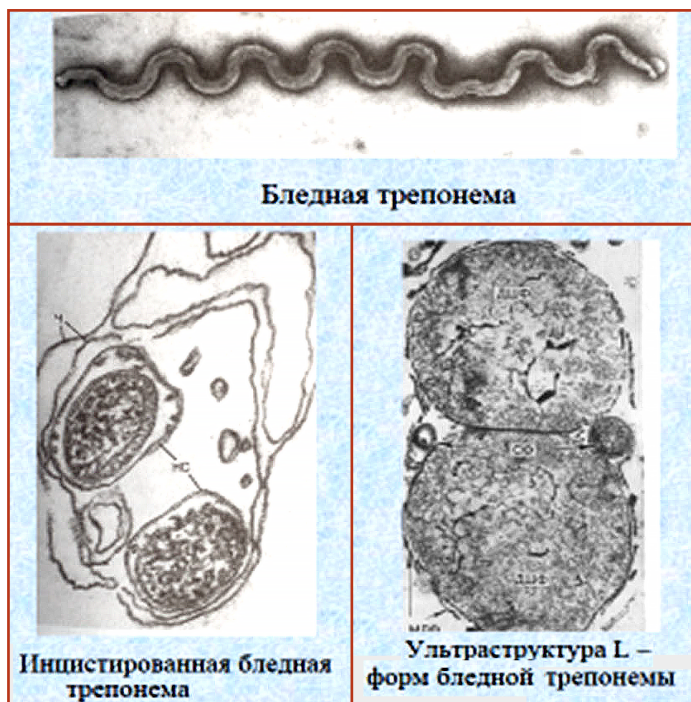 Бледная трепонема
Инцистированная бледная
трепонема
Ультраструктура L –
форм бледной трепонемы